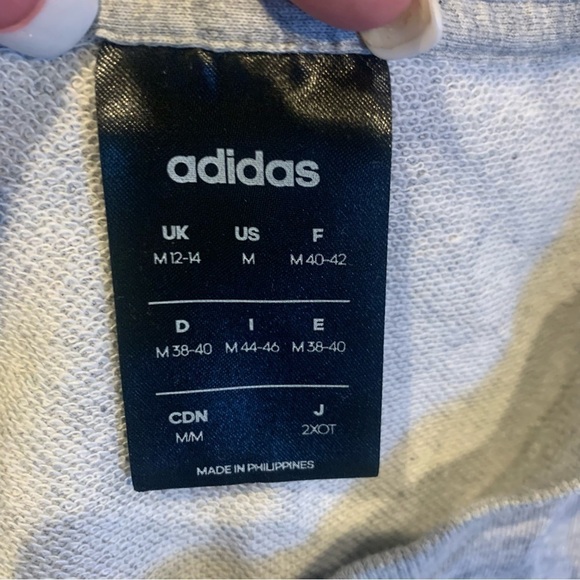 adidas
UK US F
M 12-14 M M 40-42
D I E
M 38-40 M 44-46 M 38-40
CDN J
M/M 2XOT
MADE IN PHILIPPINES